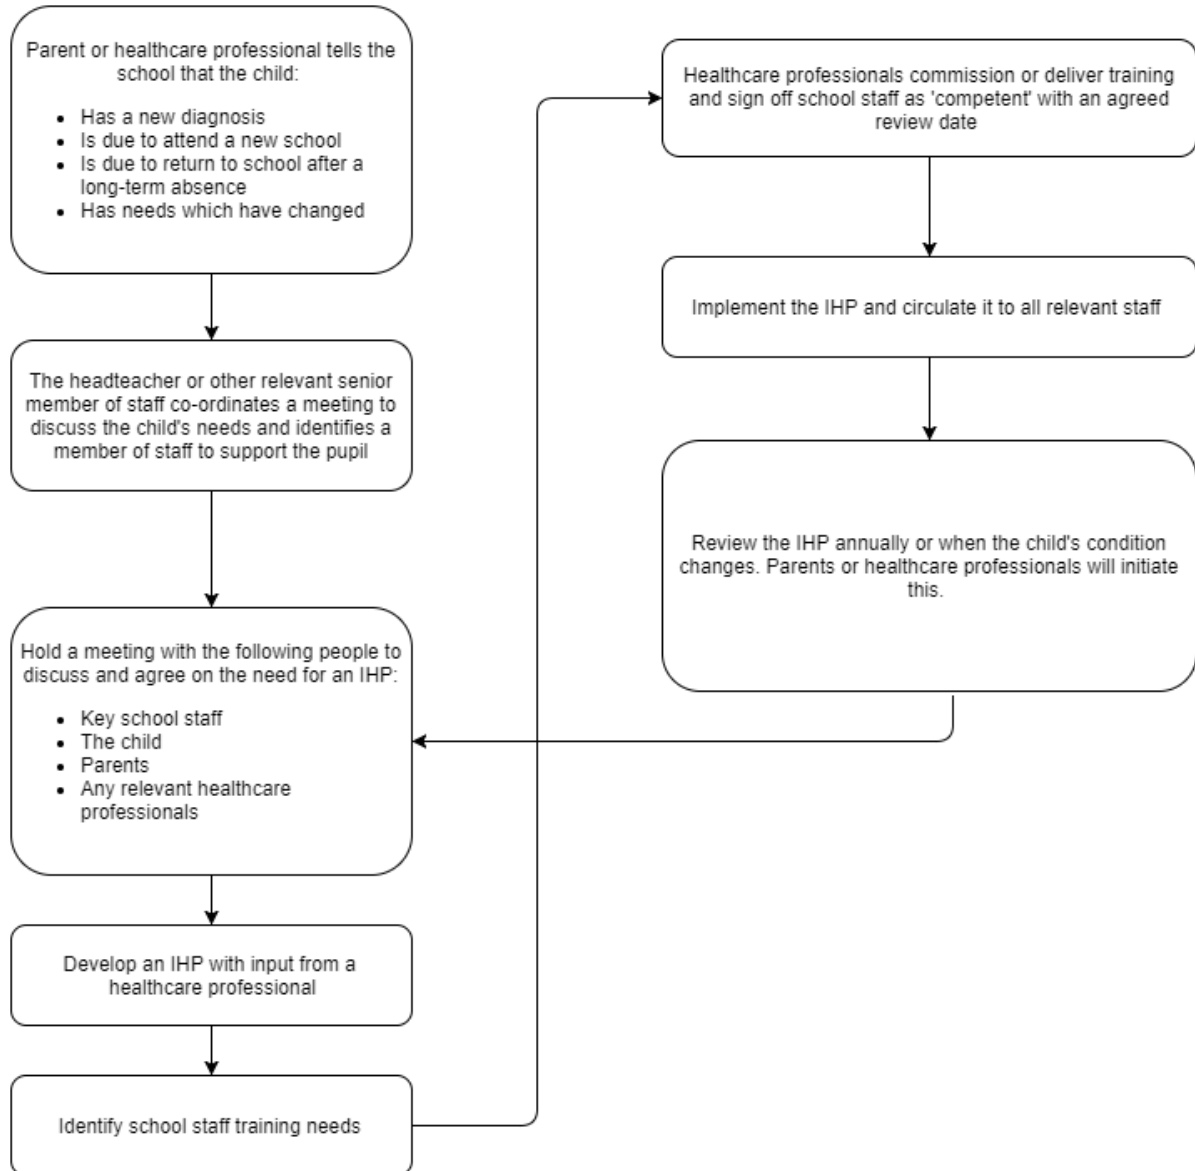 Parent or healthcare professional tells the
school that the child:
• Has a new diagnosis
• Is due to attend a new school
• Is due to return to school after a
long-term absence
• Has needs which have changed
The headteacher or other relevant senior
member of staff co-ordinates a meeting to
discuss the child's needs and identifies a
member of staff to support the pupil
Hold a meeting with the following people to
discuss and agree on the need for an IHP:
• Key school staff
• The child
• Parents
• Any relevant healthcare
professionals
Develop an IHP with input from a
healthcare professional
Identify school staff training needs
Healthcare professionals commission or deliver training
and sign off school staff as 'competent' with an agreed
review date
Implement the IHP and circulate it to all relevant staff
Review the IHP annually or when the child's condition
changes. Parents or healthcare professionals will initiate
this.